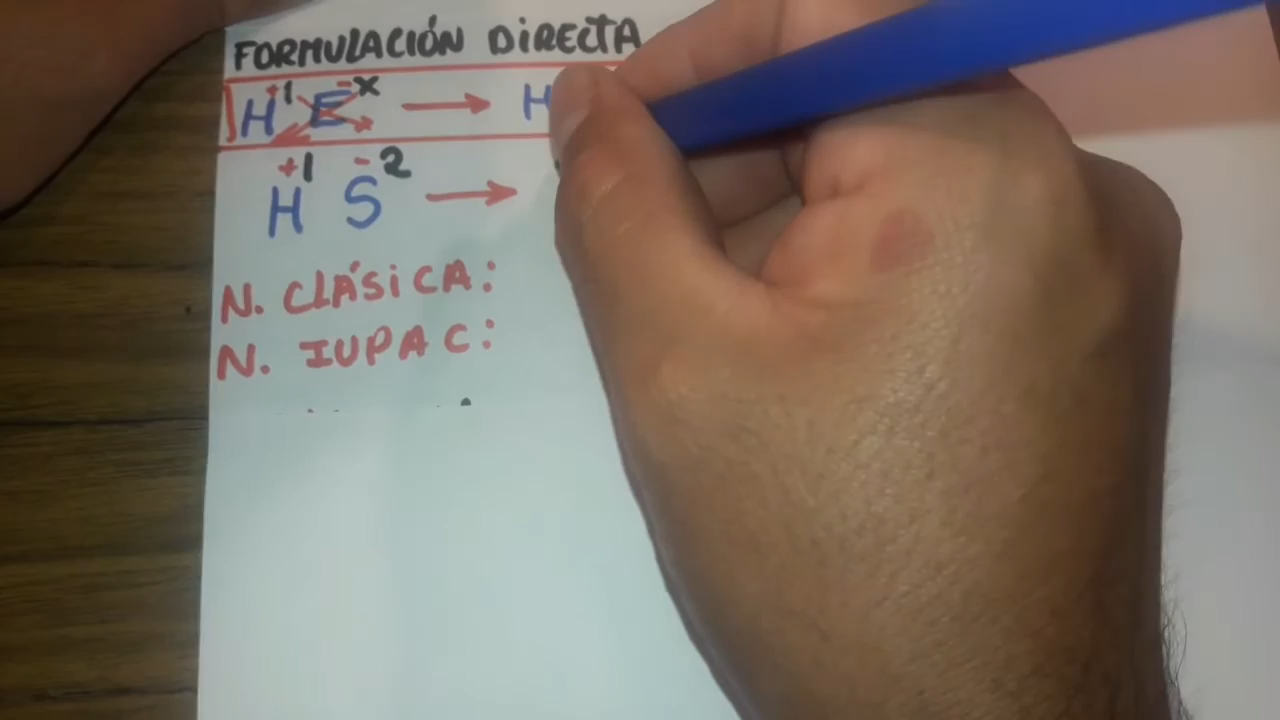 FORMULACIÓN DIRECTA
H+1 E-x → H
H+1 S-2 →
N. CLÁSICA:
N. IUPAC: